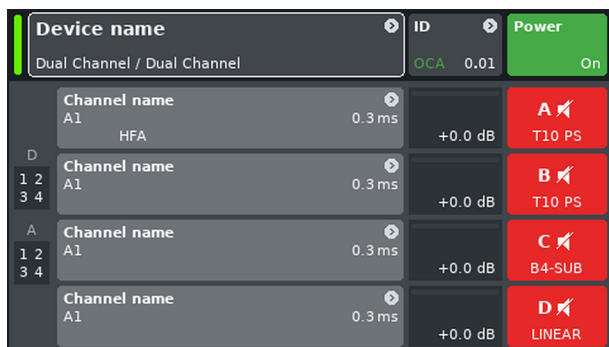 Device name
Dual Channel / Dual Channel
ID
OCA 0.01
Power
On
Channel name
A1 0.3 ms
HFA
+0.0 dB
A
T10 PS
D
1 2
3 4
Channel name
A1 0.3 ms
+0.0 dB
B
T10 PS
A
1 2
3 4
Channel name
A1 0.3 ms
+0.0 dB
C
B4-SUB
Channel name
A1 0.3 ms
+0.0 dB
D
LINEAR